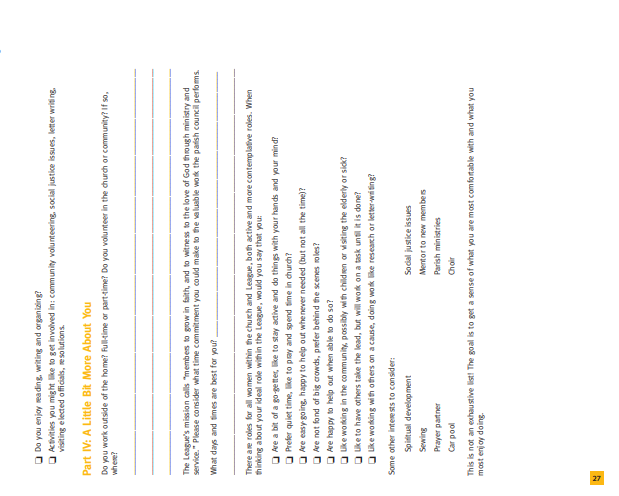 ❏ Do you enjoy reading, writing and organizing?
❏ Activities you might like to get involved in: community volunteering, social justice issues, letter writing,
visiting elected officials, resolutions.
Part IV: A Little Bit More About You
Do you work outside of the home? Full-time or part-time? Do you volunteer in the church or community? If so,
where?
The League's mission calls "members to grow in faith, and to witness to the love of God through ministry and
service." Please consider what time commitment you could make to the valuable work the parish council performs.
What days and times are best for you?
There are roles for all women within the church and League, both active and more contemplative roles. When
thinking about your ideal role within the League, would you say that you:
❏ Are a bit of a go-getter, like to stay active and do things with your hands and your mind?
❏ Prefer quiet time, like to pray and spend time in church?
❏ Are easy-going, happy to help out whenever needed (but not all the time)?
❏ Are not fond of big crowds, prefer behind the scenes roles?
❏ Are happy to help out when able to do so?
❏ Like working in the community, possibly with children or visiting the elderly or sick?
❏ Like to have others take the lead, but will work on a task until it is done?
❏ Like working with others on a cause, doing work like research or letter-writing?
Some other interests to consider:
Spiritual development Social justice issues
Sewing Mentor to new members
Prayer partner Parish ministries
Car pool Choir
This is not an exhaustive list! The goal is to get a sense of what you are most comfortable with and what you
most enjoy doing.
27